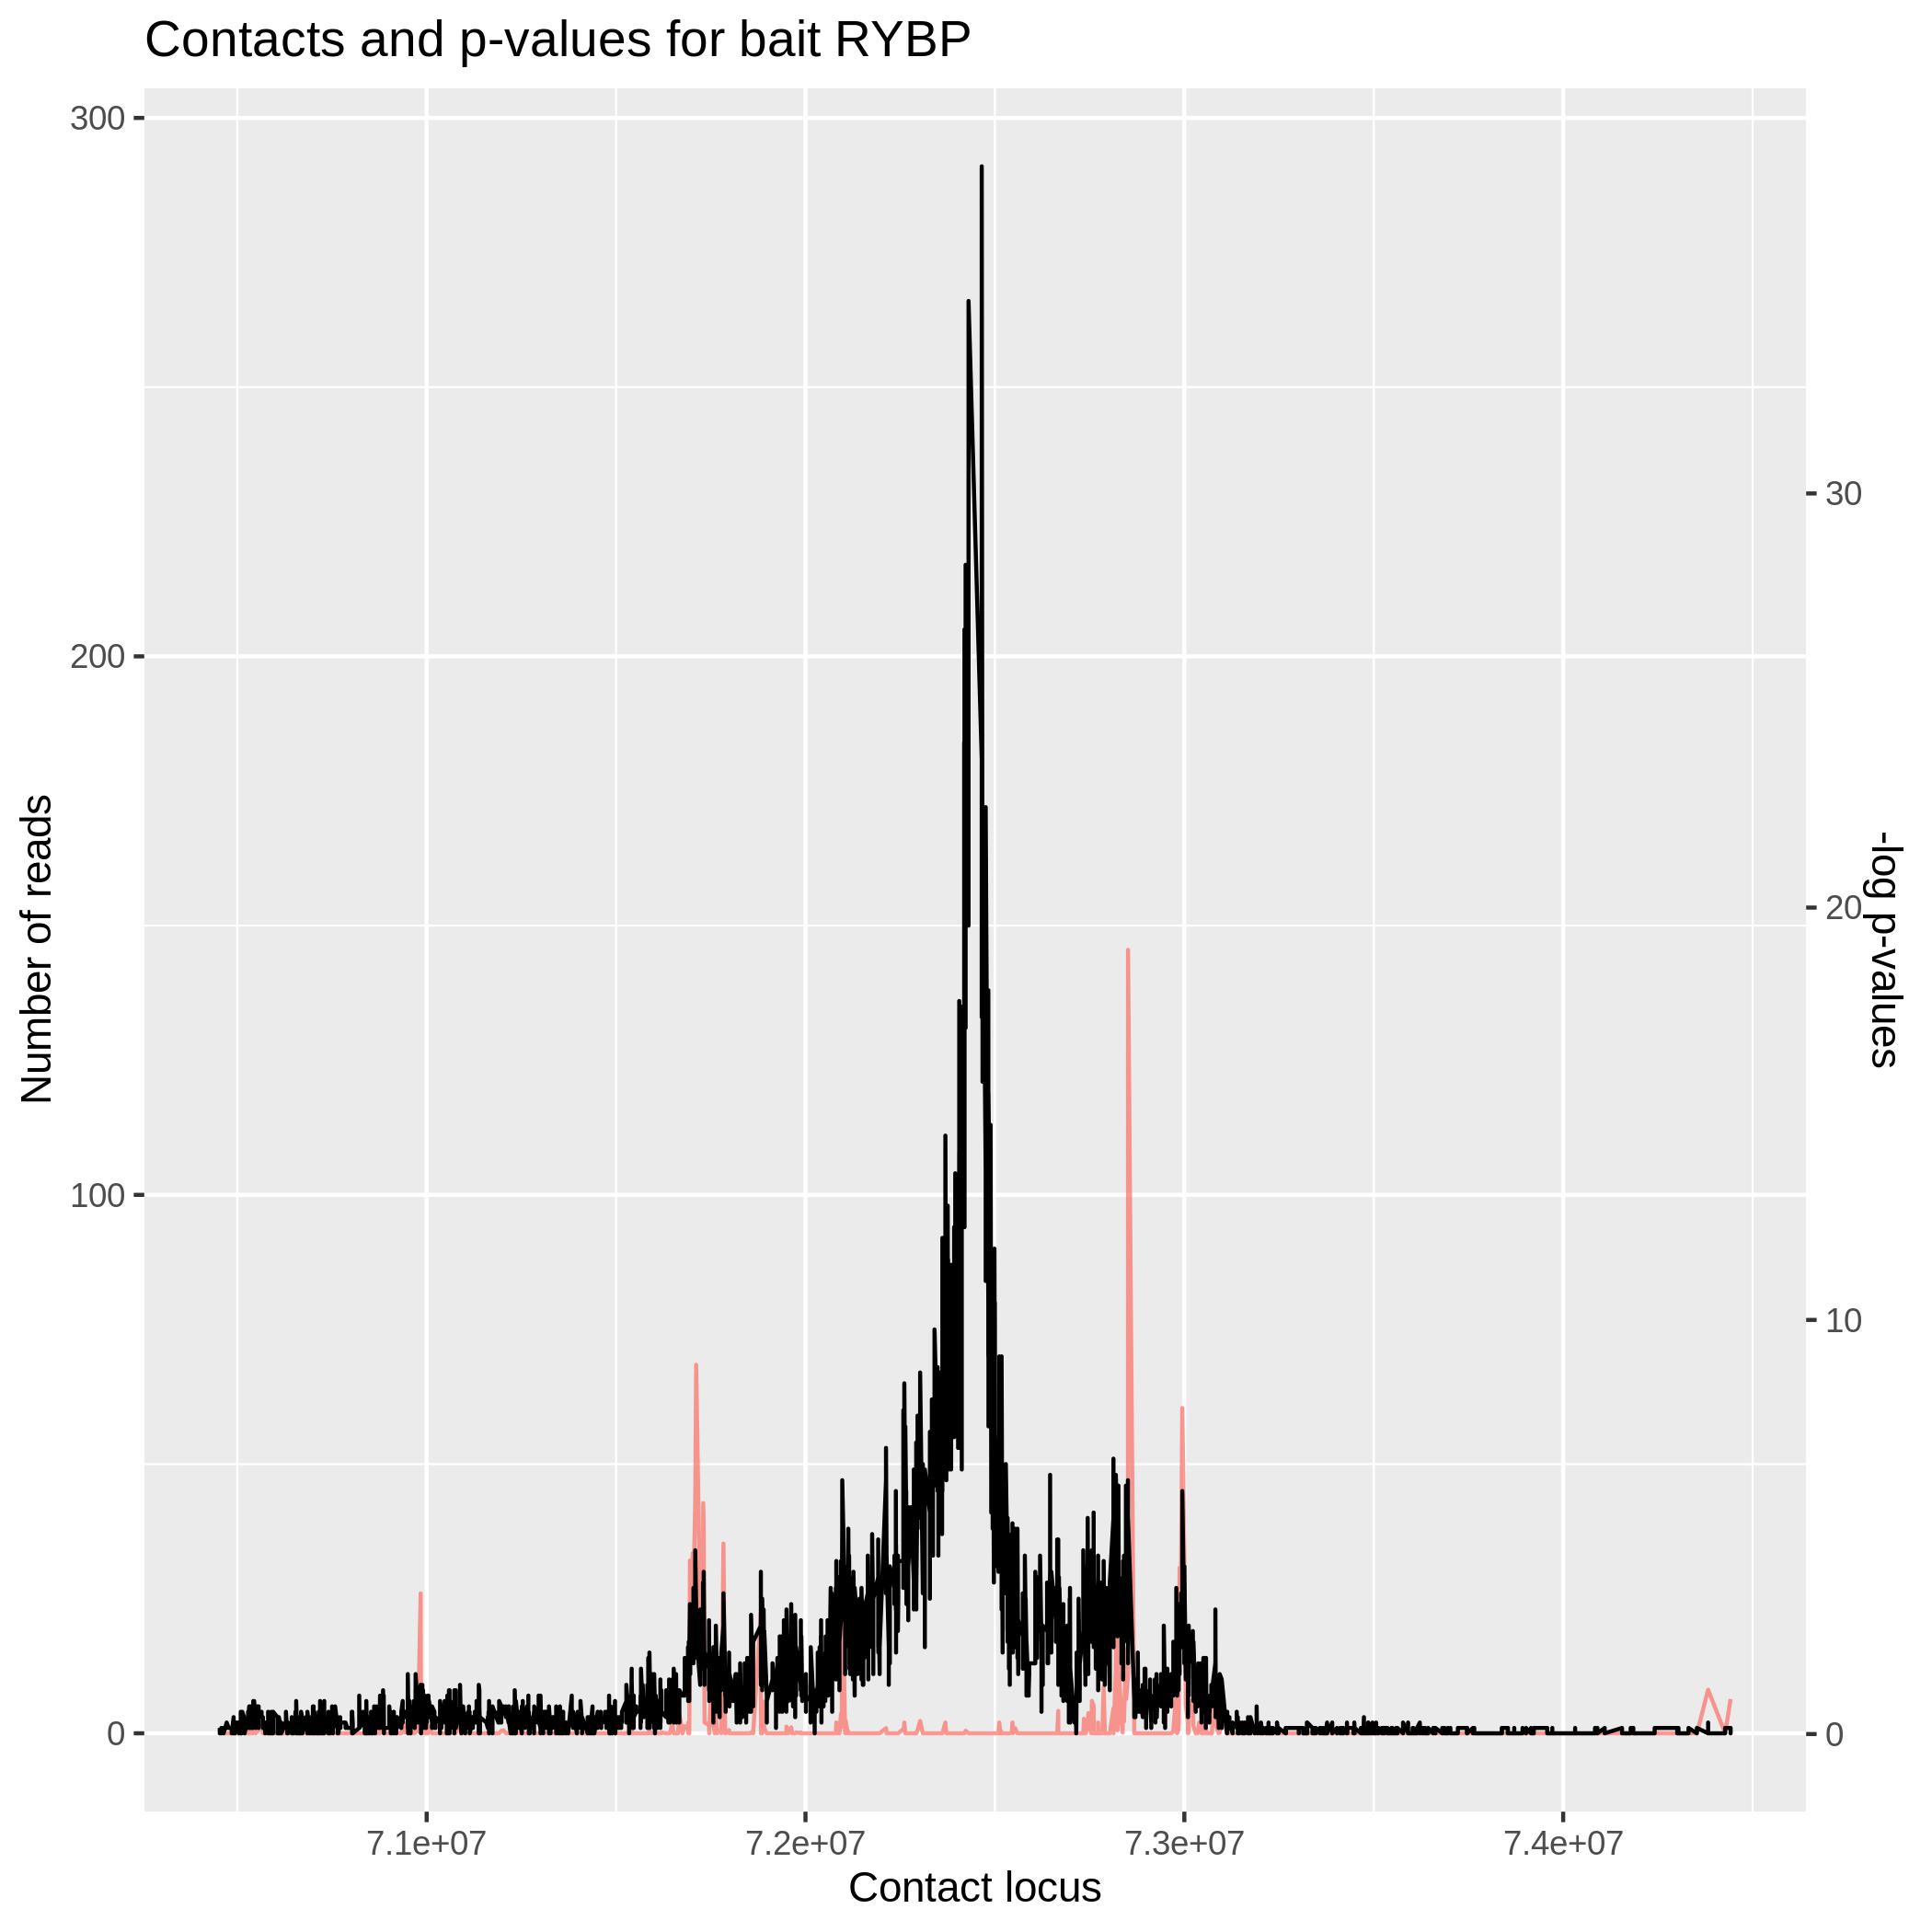 Contacts and p-values for bait RYBP
300
200
100
0
Number of reads
30
20
10
0
-log p-values
7.1e+07 7.2e+07 7.3e+07 7.4e+07
Contact locus